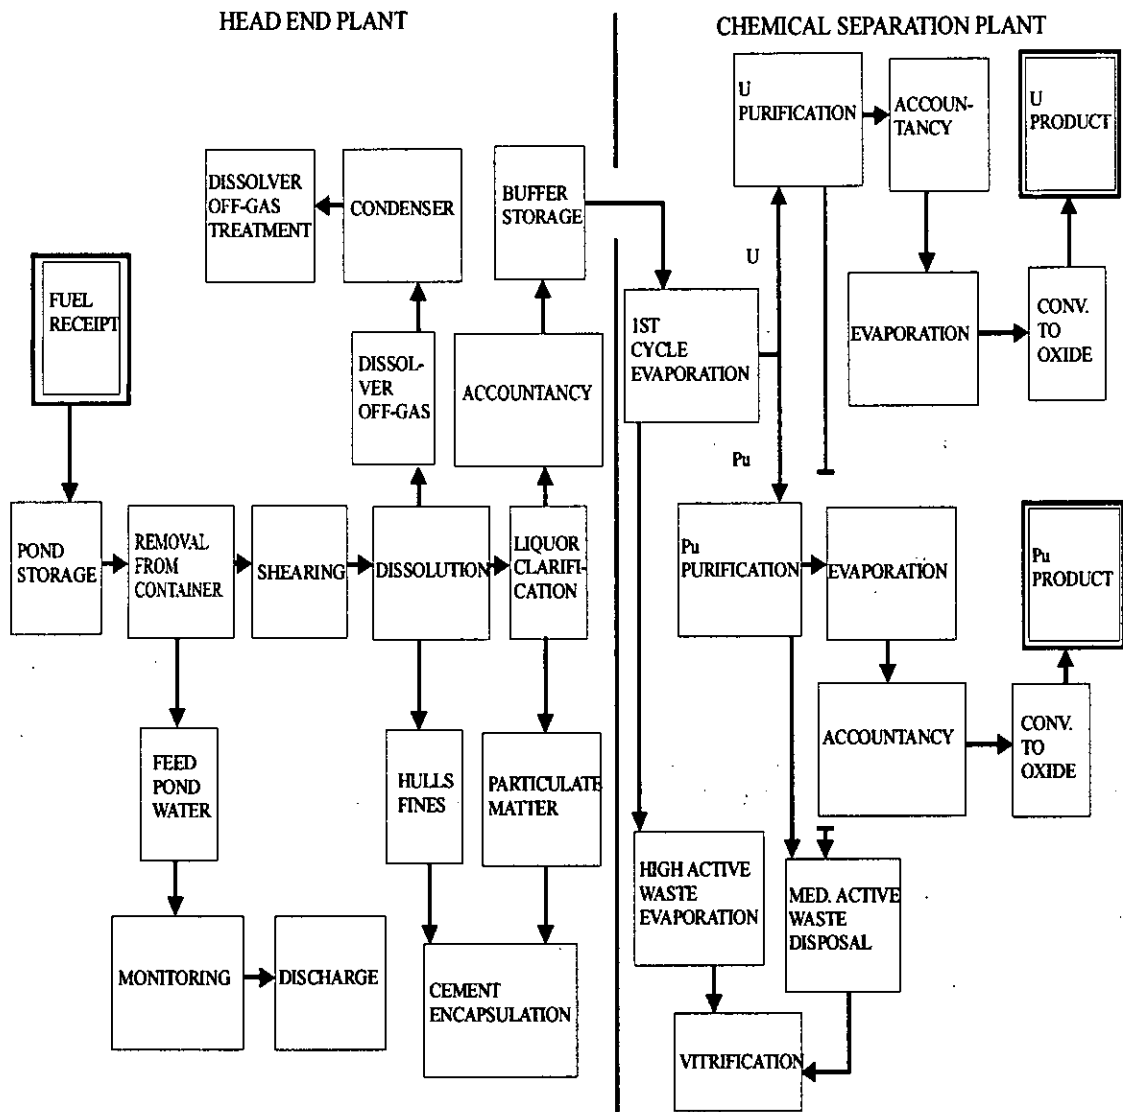 HEAD END PLANT
CHEMICAL SEPARATION PLANT
U
PURIFICATION
ACCOUN-
TANCY
U
PRODUCT
DISSOLVER
OFF-GAS
TREATMENT
CONDENSER
BUFFER
STORAGE
FUEL
RECEIPT
DISSOL-
VER
OFF-GAS
ACCOUNTANCY
1ST
CYCLE
EVAPORATION
U
Pu
EVAPORATION
CONV.
TO
OXIDE
POND
STORAGE
REMOVAL
FROM
CONTAINER
SHEARING
DISSOLUTION
LIQUOR
CLARIFI-
CATION
Pu
PURIFICATION
EVAPORATION
Pu
PRODUCT
ACCOUNTANCY
CONV.
TO
OXIDE
FEED
POND
WATER
HULLS
FINES
PARTICULATE
MATTER
HIGH ACTIVE
WASTE
EVAPORATION
MED. ACTIVE
WASTE
DISPOSAL
MONITORING
DISCHARGE
CEMENT
ENCAPSULATION
VITRIFICATION